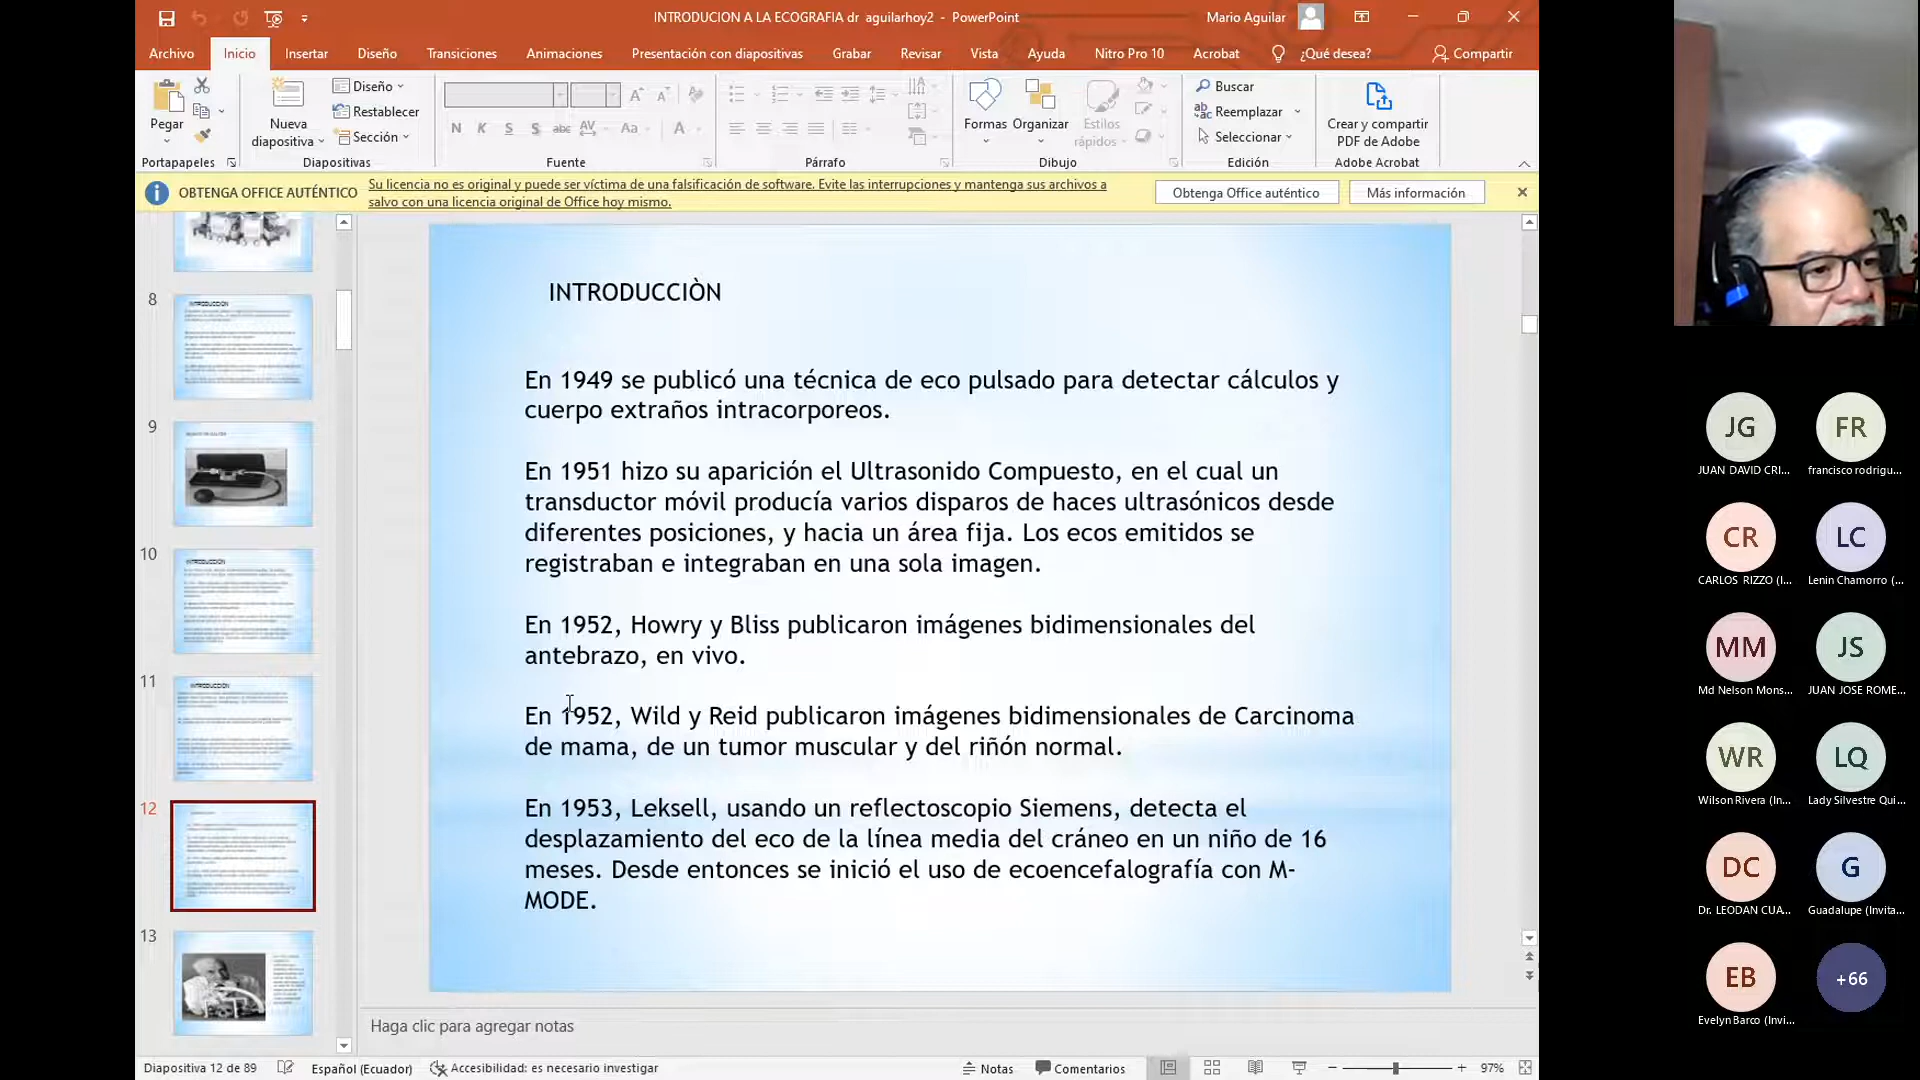 INTRODUCION A LA ECOGRAFIA dr aguilarhoy2 - PowerPoint
Mario Aguilar
Archivo Inicio Insertar Diseño Transiciones Animaciones Presentación con diapositivas Grabar Revisar Vista Ayuda Nitro Pro 10 Acrobat ¿Qué desea? Compartir
Pegar
Portapapeles
Nueva
diapositiva
Diseño
Restablecer
Sección
Diapositivas
N K S S abc AV Aa A
Fuente
Párrafo
Formas
Organizar
Estilos
rápidos
Dibujo
Buscar
Reemplazar
Seleccionar
Edición
Crear y compartir
PDF de Adobe
Adobe Acrobat
OBTENGA OFFICE AUTÉNTICO
Su licencia no es original y puede ser víctima de una falsificación de software. Evite las interrupciones y mantenga sus archivos a
salvo con una licencia original de Office hoy mismo.
Obtenga Office auténtico
Más información
8
9
10
11
12
13
INTRODUCCIÒN
En 1949 se publicó una técnica de eco pulsado para detectar cálculos y
cuerpo extraños intracorporeos.
En 1951 hizo su aparición el Ultrasonido Compuesto, en el cual un
transductor móvil producía varios disparos de haces ultrasónicos desde
diferentes posiciones, y hacia un área fija. Los ecos emitidos se
registraban e integraban en una sola imagen.
En 1952, Howry y Bliss publicaron imágenes bidimensionales del
antebrazo, en vivo.
En 1952, Wild y Reid publicaron imágenes bidimensionales de Carcinoma
de mama, de un tumor muscular y del riñón normal.
En 1953, Leksell, usando un reflectoscopio Siemens, detecta el
desplazamiento del eco de la línea media del cráneo en un niño de 16
meses. Desde entonces se inició el uso de ecoencefalografía con M-
MODE.
Haga clic para agregar notas
Diapositiva 12 de 89
Español (Ecuador)
Accesibilidad: es necesario investigar
Notas
Comentarios
97%
JG FR
JUAN DAVID CRI... francisco rodrigu...
CR LC
CARLOS RIZZO (I... Lenin Chamorro (...
MM JS
Md Nelson Mons... JUAN JOSE ROME...
WR LQ
Wilson Rivera (In... Lady Silvestre Qui...
DC G
Dr. LEODAN CUA... Guadalupe (Invita...
EB +66
Evelyn Barco (Invi...